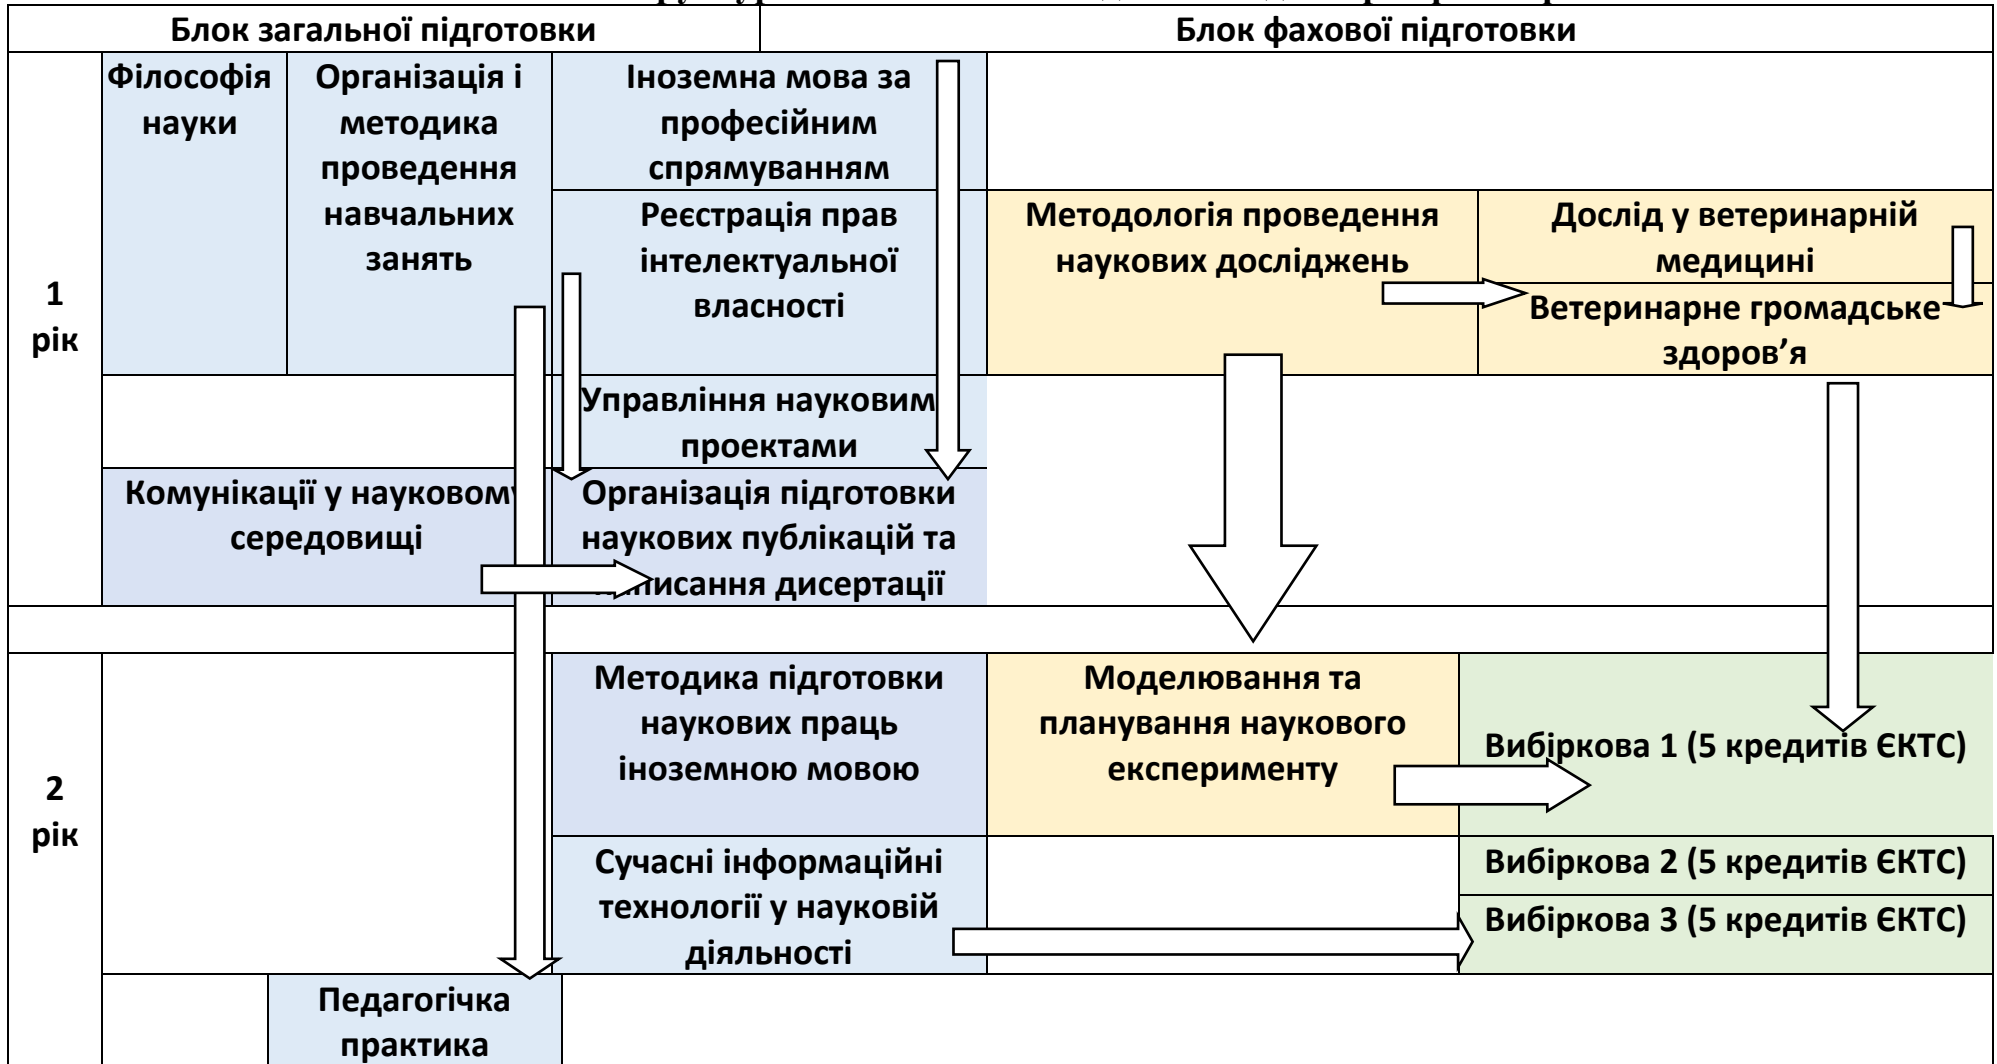 Блок загальної підготовки
Блок фахової підготовки
1
рік
Філософія
науки
Організація і
методика
проведення
навчальних
занять
Іноземна мова за
професійним
спрямуванням
Реєстрація прав
інтелектуальної
власності
Методологія проведення
наукових досліджень
Дослід у ветеринарній
медицині
Ветеринарне громадське
здоров’я
Управління науковим
проектами
Комунікації у науковому
середовищі
Організація підготовки
наукових публікацій та
дисертації
2
рік
Методика підготовки
наукових праць
іноземною мовою
Моделювання та
планування наукового
експерименту
Вибіркова 1 (5 кредитів ЄКТС)
Сучасні інформаційні
технології у науковій
діяльності
Вибіркова 2 (5 кредитів ЄКТС)
Вибіркова 3 (5 кредитів ЄКТС)
Педагогічка
практика